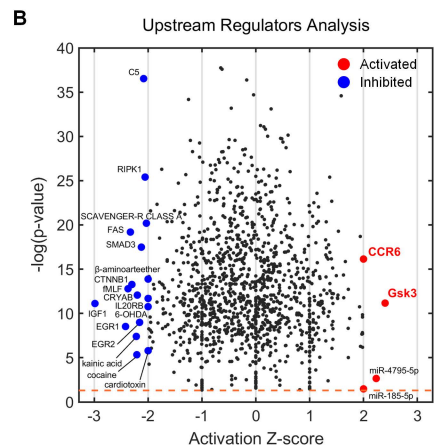 B
Upstream Regulators Analysis
Activated
Inhibited
C5
RIPK1
SCAVENGER-R CLASS A
FAS
SMAD3
β-aminoarteether
CTNNB1
fMLF
CRYAB
IL20RB
IGF1
6-OHDA
EGR1
EGR2
kainic acid
cocaine
cardiotoxin
CCR6
Gsk3
miR-4795-5p
miR-185-5p
40
35
30
25
20
15
10
5
0
-log(p-value)
-3 -2 -1 0 1 2 3
Activation Z-score